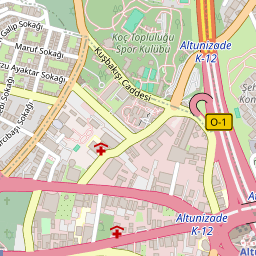 Galip Sokağı
Maruf Sokağı
Ayaktar Sokağı
Kuşbakışı Caddesi
Koç Topluluğu
Spor Kulübü
Altunizade
K-12
O-1
Altunizade
K-12